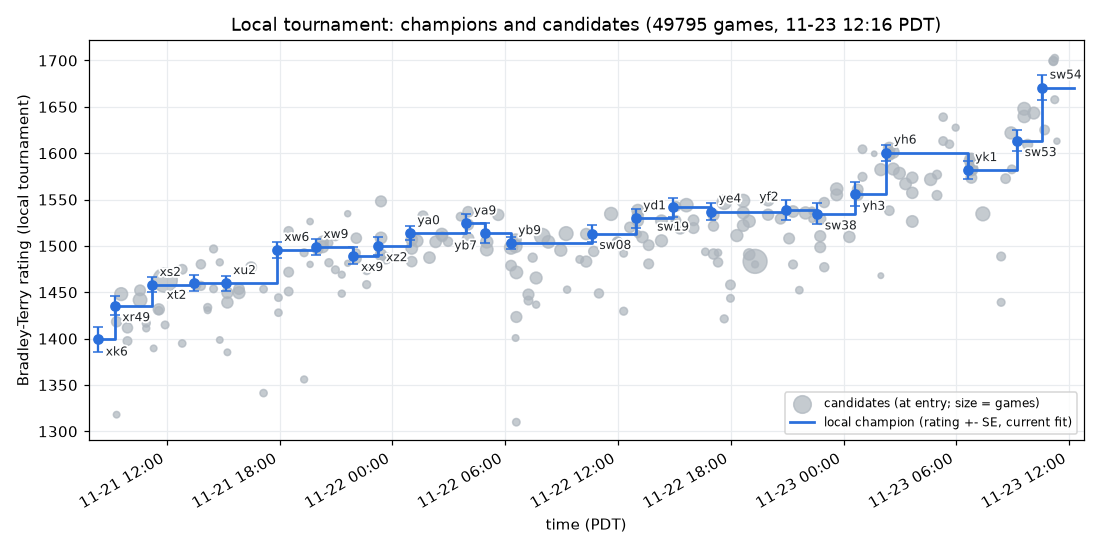 Local tournament: champions and candidates (49795 games, 11-23 12:16 PDT)
Bradley-Terry rating (local tournament)
1700
1650
1600
1550
1500
1450
1400
1350
1300
xk6
xr49
xs2
xt2
xu2
xw6
xw9
xx9
xz2
ya0
yb7
ya9
yb9
sw08
yd1
sw19
ye4
yf2
sw38
yh3
yh6
yk1
sw53
sw54
candidates (at entry; size = games)
local champion (rating +- SE, current fit)
11-21 12:00
11-21 18:00
11-22 00:00
11-22 06:00
11-22 12:00
11-22 18:00
11-23 00:00
11-23 06:00
11-23 12:00
time (PDT)